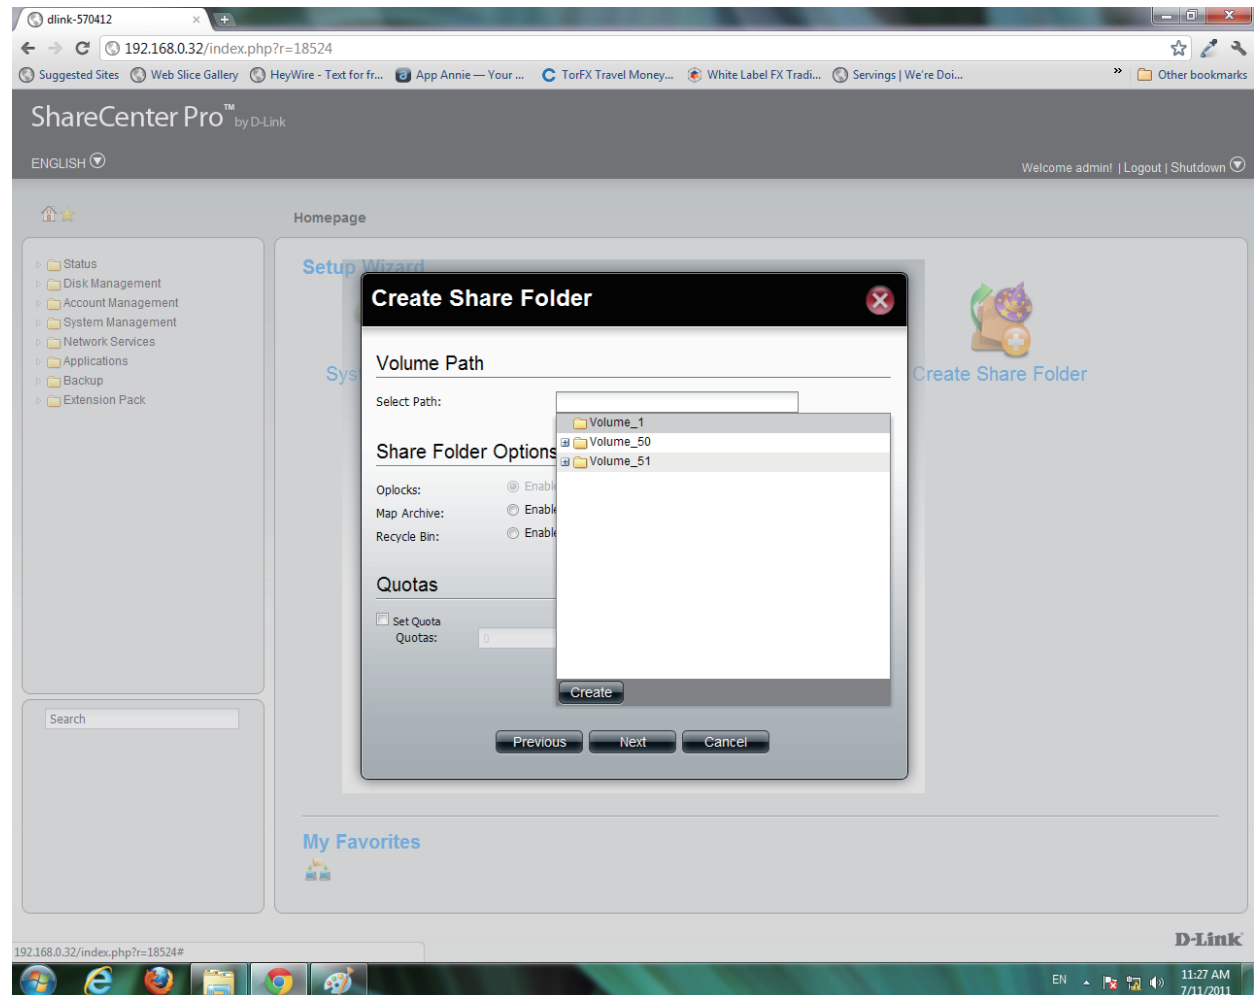 dlink-570412
192.168.0.32/index.php?r=18524
Suggested Sites Web Slice Gallery HeyWire - Text for fr... App Annie — Your ... TorFX Travel Money... White Label FX Tradi... Servings | We're Doi... » Other bookmarks
ShareCenter Pro™ by D-Link
ENGLISH
Welcome admin! | Logout | Shutdown
Homepage
Status
Disk Management
Account Management
System Management
Network Services
Applications
Backup
Extension Pack
Search
Setup Wizard
Sys
Create Share Folder
Create Share Folder
Volume Path
Select Path:
Volume_1
Volume_50
Volume_51
Share Folder Options
Oplocks: Enable
Map Archive: Enable
Recycle Bin: Enable
Quotas
Set Quota
Quotas: 0
Create
Previous Next Cancel
My Favorites
D-Link
192.168.0.32/index.php?r=18524#
EN 11:27 AM
7/11/2011